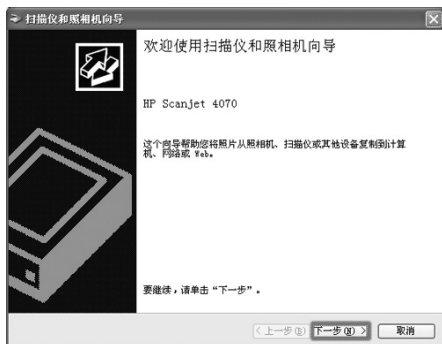 扫描仪和照相机向导
欢迎使用扫描仪和照相机向导
HP Scanjet 4070
这个向导帮助您将照片从照相机、扫描仪或其他设备复制到计算
机、网络或 Web。
要继续，请单击“下一步”。
< 上一步(B) 下一步(N) > 取消